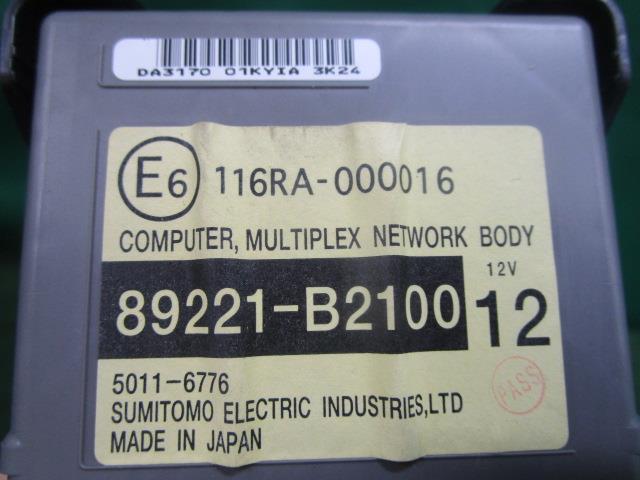 DA3170 01KYIA 3K24
E6 116RA-000016
COMPUTER, MULTIPLEX NETWORK BODY
12V
89221-B2100 12
5011-6776
PASS
SUMITOMO ELECTRIC INDUSTRIES,LTD
MADE IN JAPAN